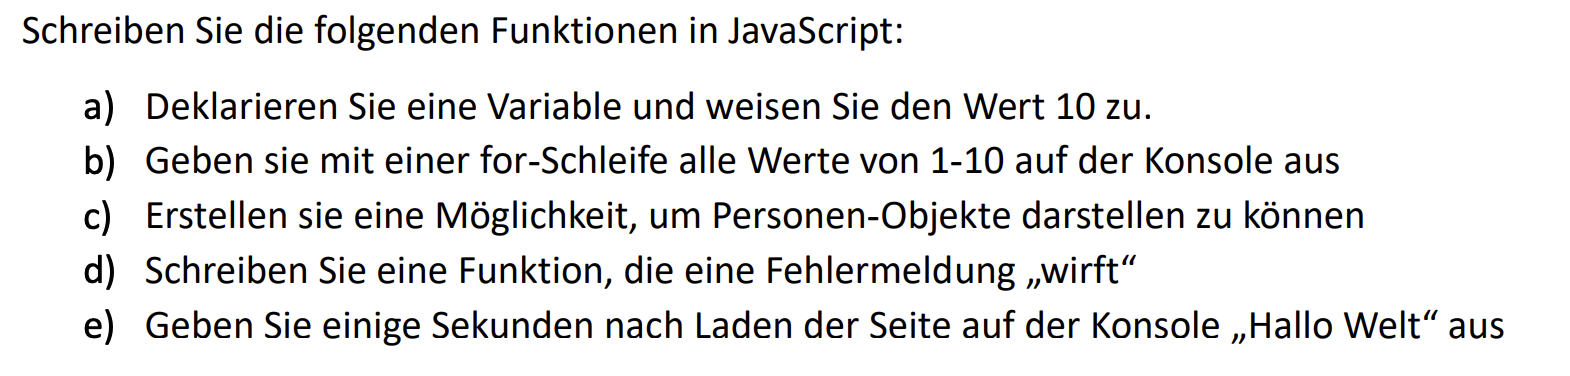 Schreiben Sie die folgenden Funktionen in JavaScript:
a) Deklarieren Sie eine Variable und weisen Sie den Wert 10 zu.
b) Geben sie mit einer for-Schleife alle Werte von 1-10 auf der Konsole aus
c) Erstellen sie eine Möglichkeit, um Personen-Objekte darstellen zu können
d) Schreiben Sie eine Funktion, die eine Fehlermeldung „wirft“
e) Geben Sie einige Sekunden nach Laden der Seite auf der Konsole „Hallo Welt“ aus